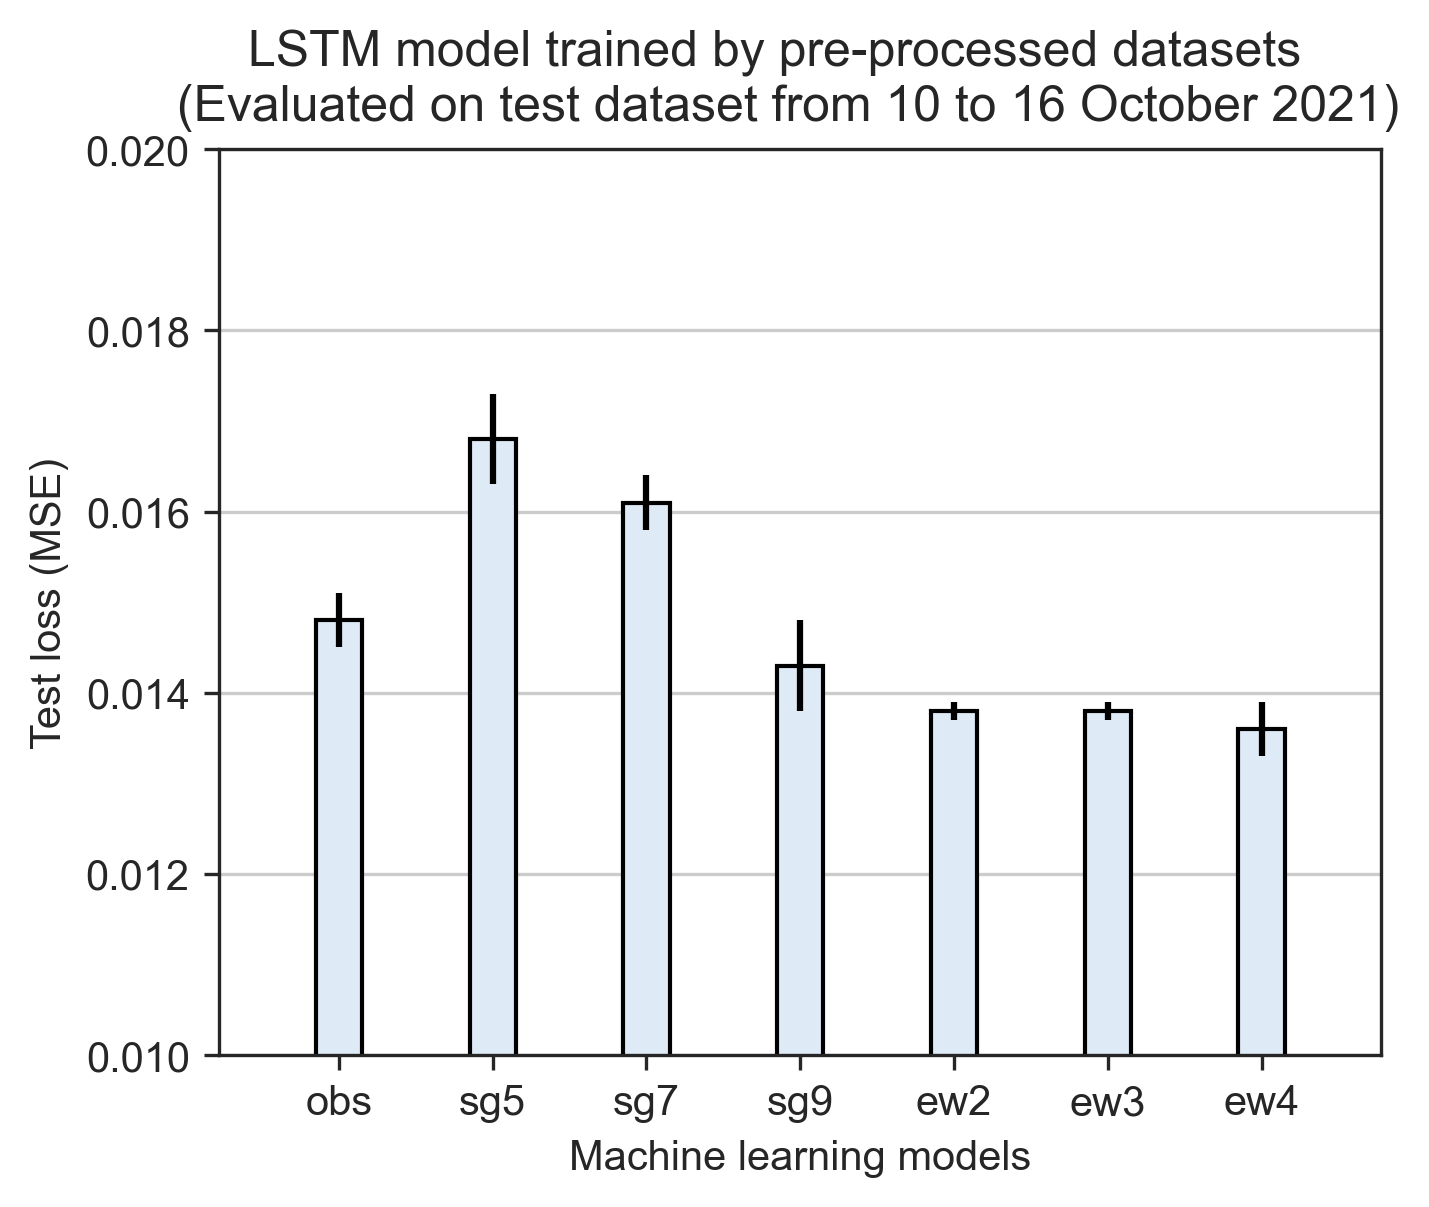 LSTM model trained by pre-processed datasets
(Evaluated on test dataset from 10 to 16 October 2021)
0.020
0.018
0.016
0.014
0.012
0.010
Test loss (MSE)
obs sg5 sg7 sg9 ew2 ew3 ew4
Machine learning models